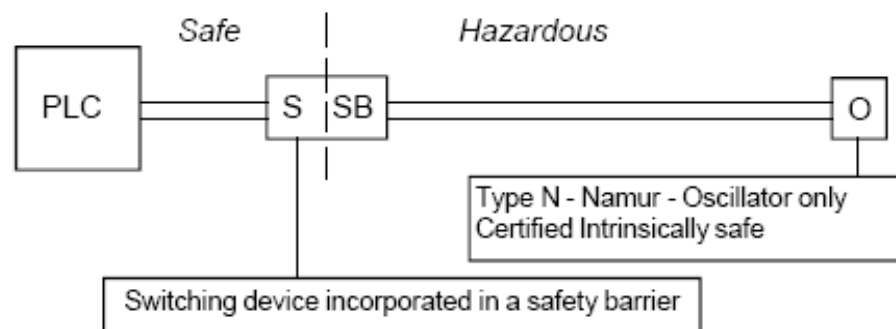 Safe
Hazardous
PLC
S
SB
O
Type N - Namur - Oscillator only
Certified Intrinsically safe
Switching device incorporated in a safety barrier